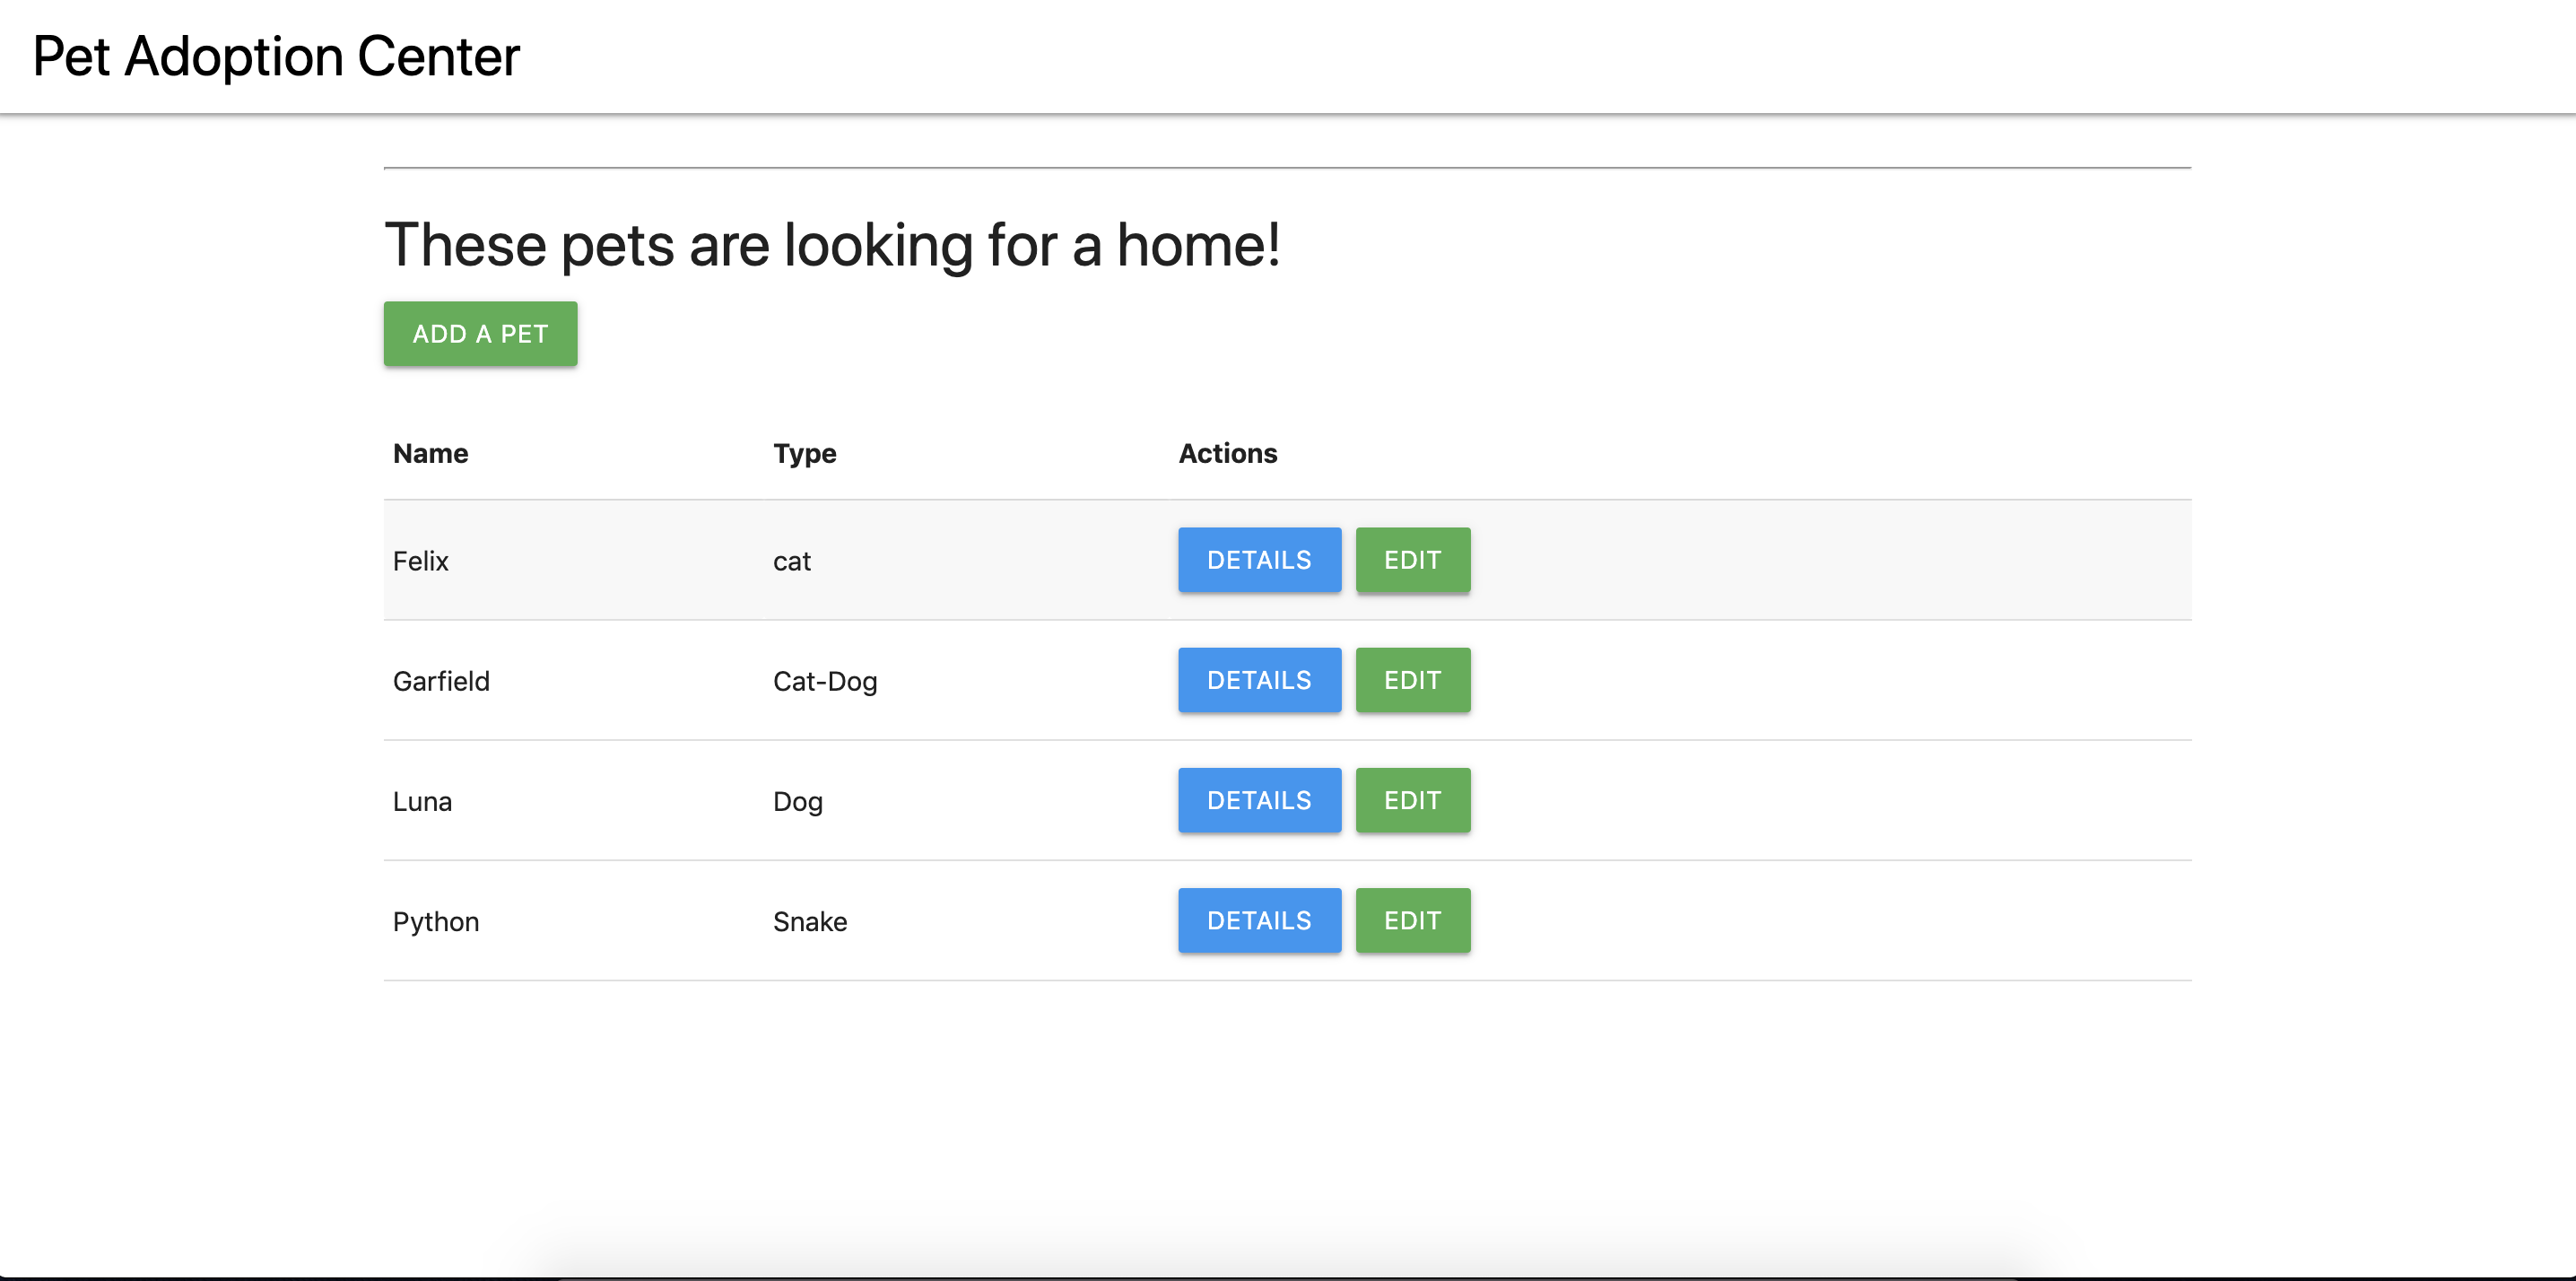 Pet Adoption Center
These pets are looking for a home!
ADD A PET
Name Type Actions
Felix cat DETAILS EDIT
Garfield Cat-Dog DETAILS EDIT
Luna Dog DETAILS EDIT
Python Snake DETAILS EDIT